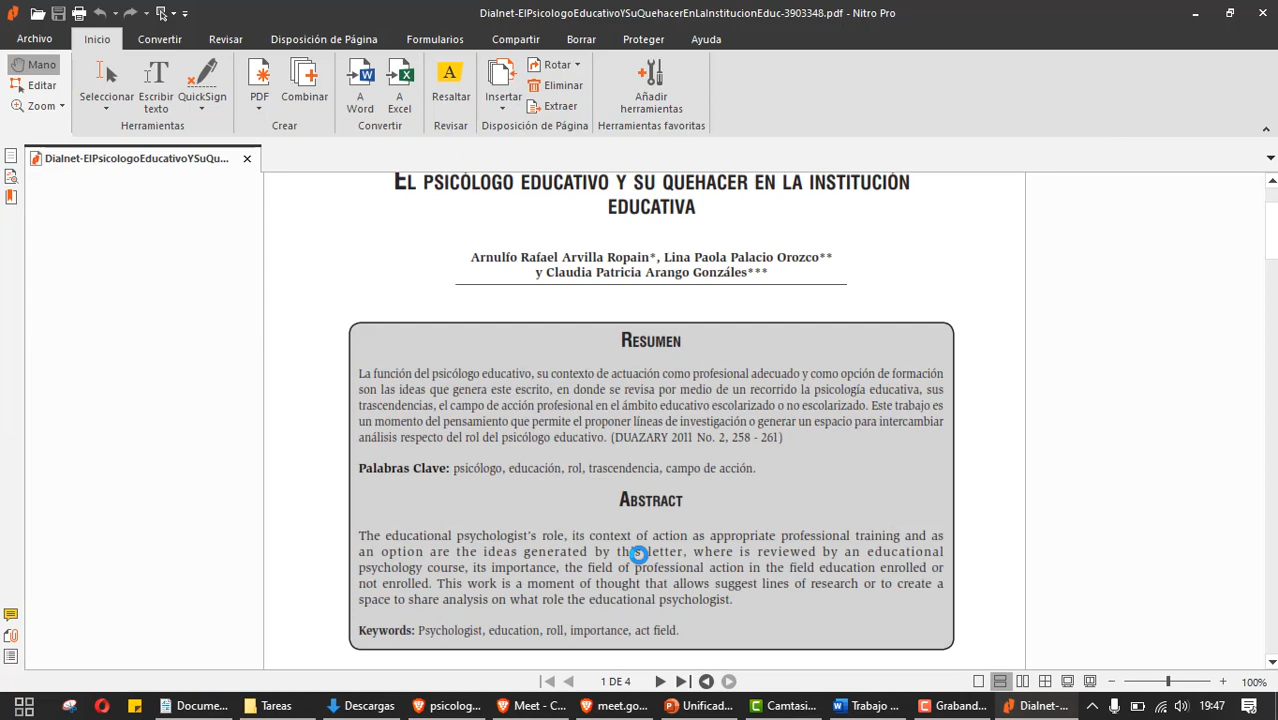 Dialnet-ElPsicologoEducativoYSuQuehacerEnLaInstitucionEduc-3903348.pdf - Nitro Pro
Archivo Inicio Convertir Revisar Disposición de Página Formularios Compartir Borrar Proteger Ayuda
Mano
Editar
Zoom
Seleccionar
Escribir texto
QuickSign
Herramientas
PDF
Combinar
Crear
A Word
A Excel
Convertir
Resaltar
Revisar
Insertar
Rotar
Eliminar
Extraer
Disposición de Página
Añadir herramientas
Herramientas favoritas
Dialnet-ElPsicologoEducativoYSuQu...
EL PSICÓLOGO EDUCATIVO Y SU QUEHACER EN LA INSTITUCIÓN
EDUCATIVA
Arnulfo Rafael Arvilla Ropain*, Lina Paola Palacio Orozco**
y Claudia Patricia Arango Gonzáles***
RESUMEN
La función del psicólogo educativo, su contexto de actuación como profesional adecuado y como opción de formación
son las ideas que genera este escrito, en donde se revisa por medio de un recorrido la psicología educativa, sus
trascendencias, el campo de acción profesional en el ámbito educativo escolarizado o no escolarizado. Este trabajo es
un momento del pensamiento que permite el proponer líneas de investigación o generar un espacio para intercambiar
análisis respecto del rol del psicólogo educativo. (DUAZARY 2011 No. 2, 258 - 261)
Palabras Clave: psicólogo, educación, rol, trascendencia, campo de acción.
ABSTRACT
The educational psychologist's role, its context of action as appropriate professional training and as
an option are the ideas generated by this letter, where is reviewed by an educational
psychology course, its importance, the field of professional action in the field education enrolled or
not enrolled. This work is a moment of thought that allows suggest lines of research or to create a
space to share analysis on what role the educational psychologist.
Keywords: Psychologist, education, roll, importance, act field.
1 DE 4
100%
Docume... Tareas Descargas psicolog... Meet - C... meet.go... Unificad... Camtasi... Trabajo ... Graband... Dialnet-... 19:47